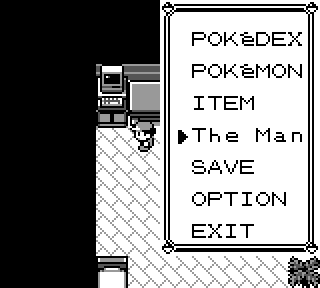 POKéDEX
POKéMON
ITEM
The Man
SAVE
OPTION
EXIT